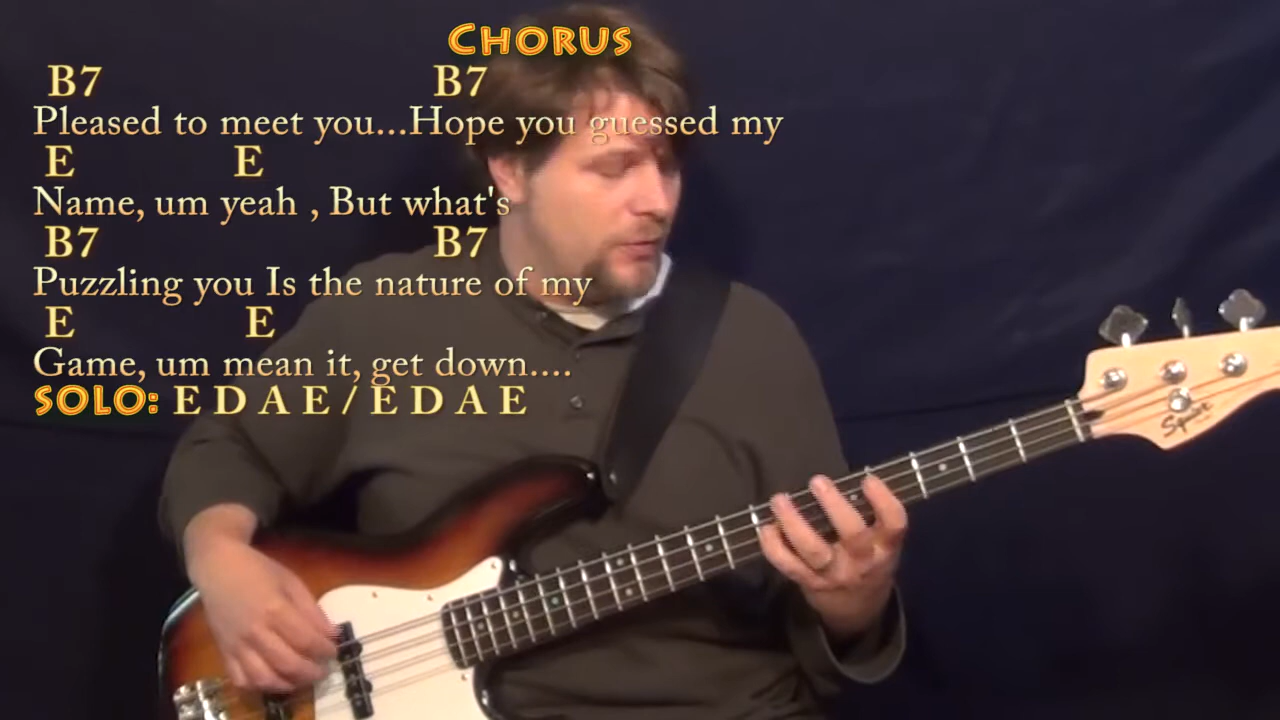 CHORUS
B7 B7
Pleased to meet you...Hope you guessed my
E E
Name, um yeah , But what's
B7 B7
Puzzling you Is the nature of my
E E
Game, um mean it, get down....
SOLO: E D A E / E D A E